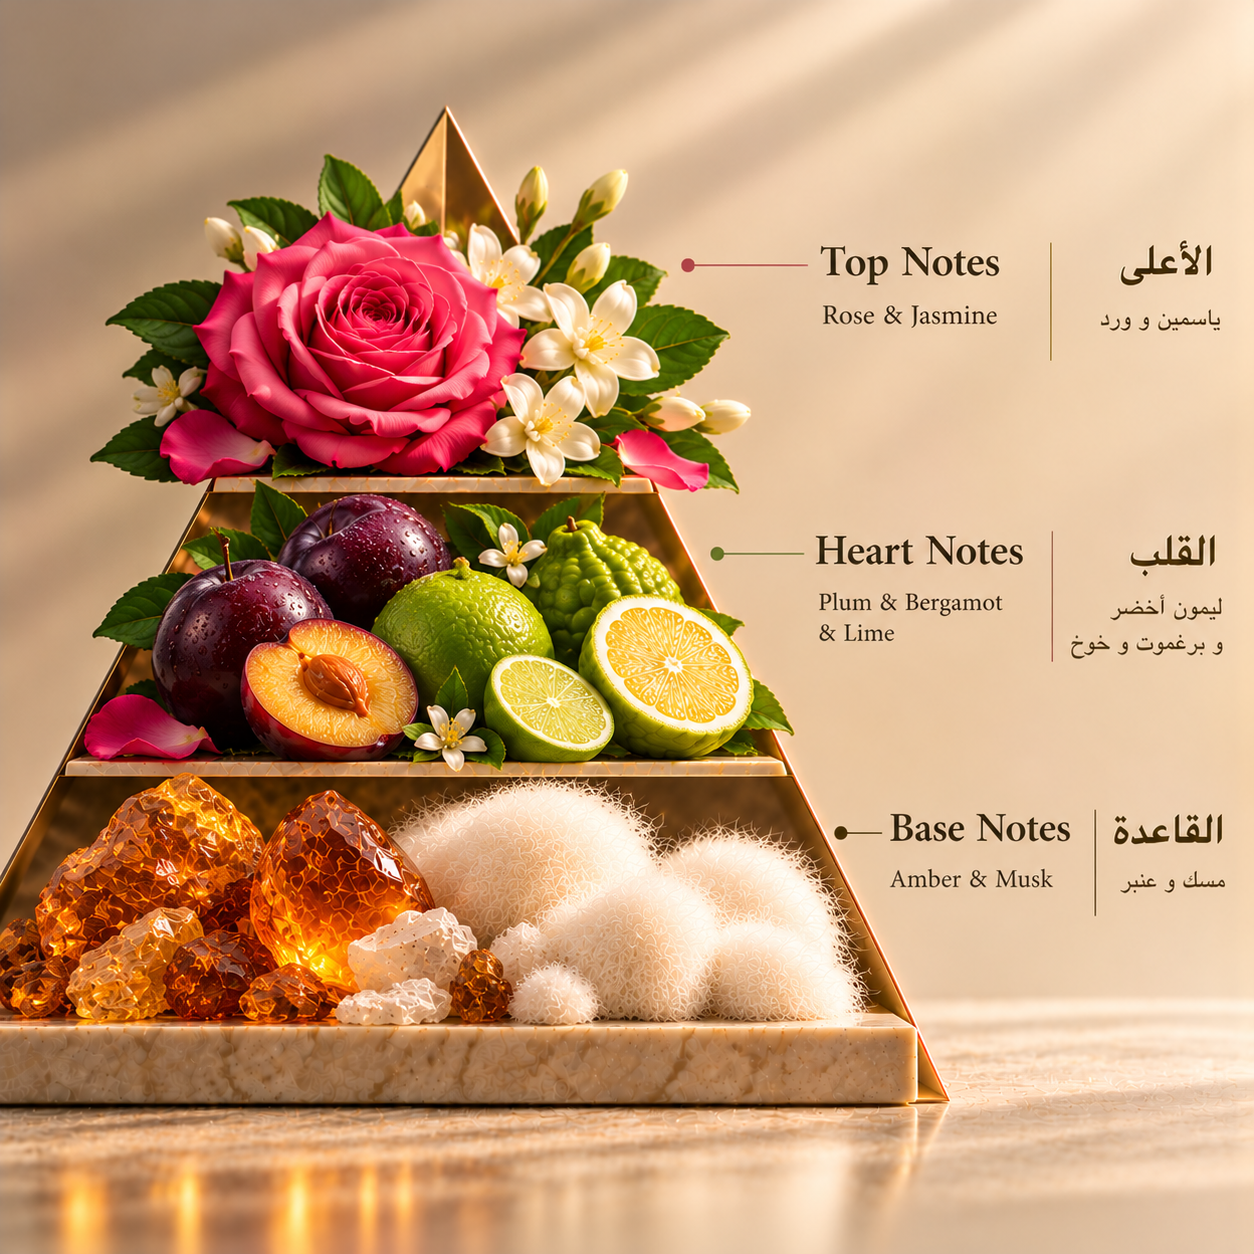 Top Notes
Rose & Jasmine
الأعلى
ياسمين و ورد
Heart Notes
Plum & Bergamot
& Lime
القلب
ليمون أخضر
و برغموت و خوخ
Base Notes
Amber & Musk
القاعدة
مسك و عنبر